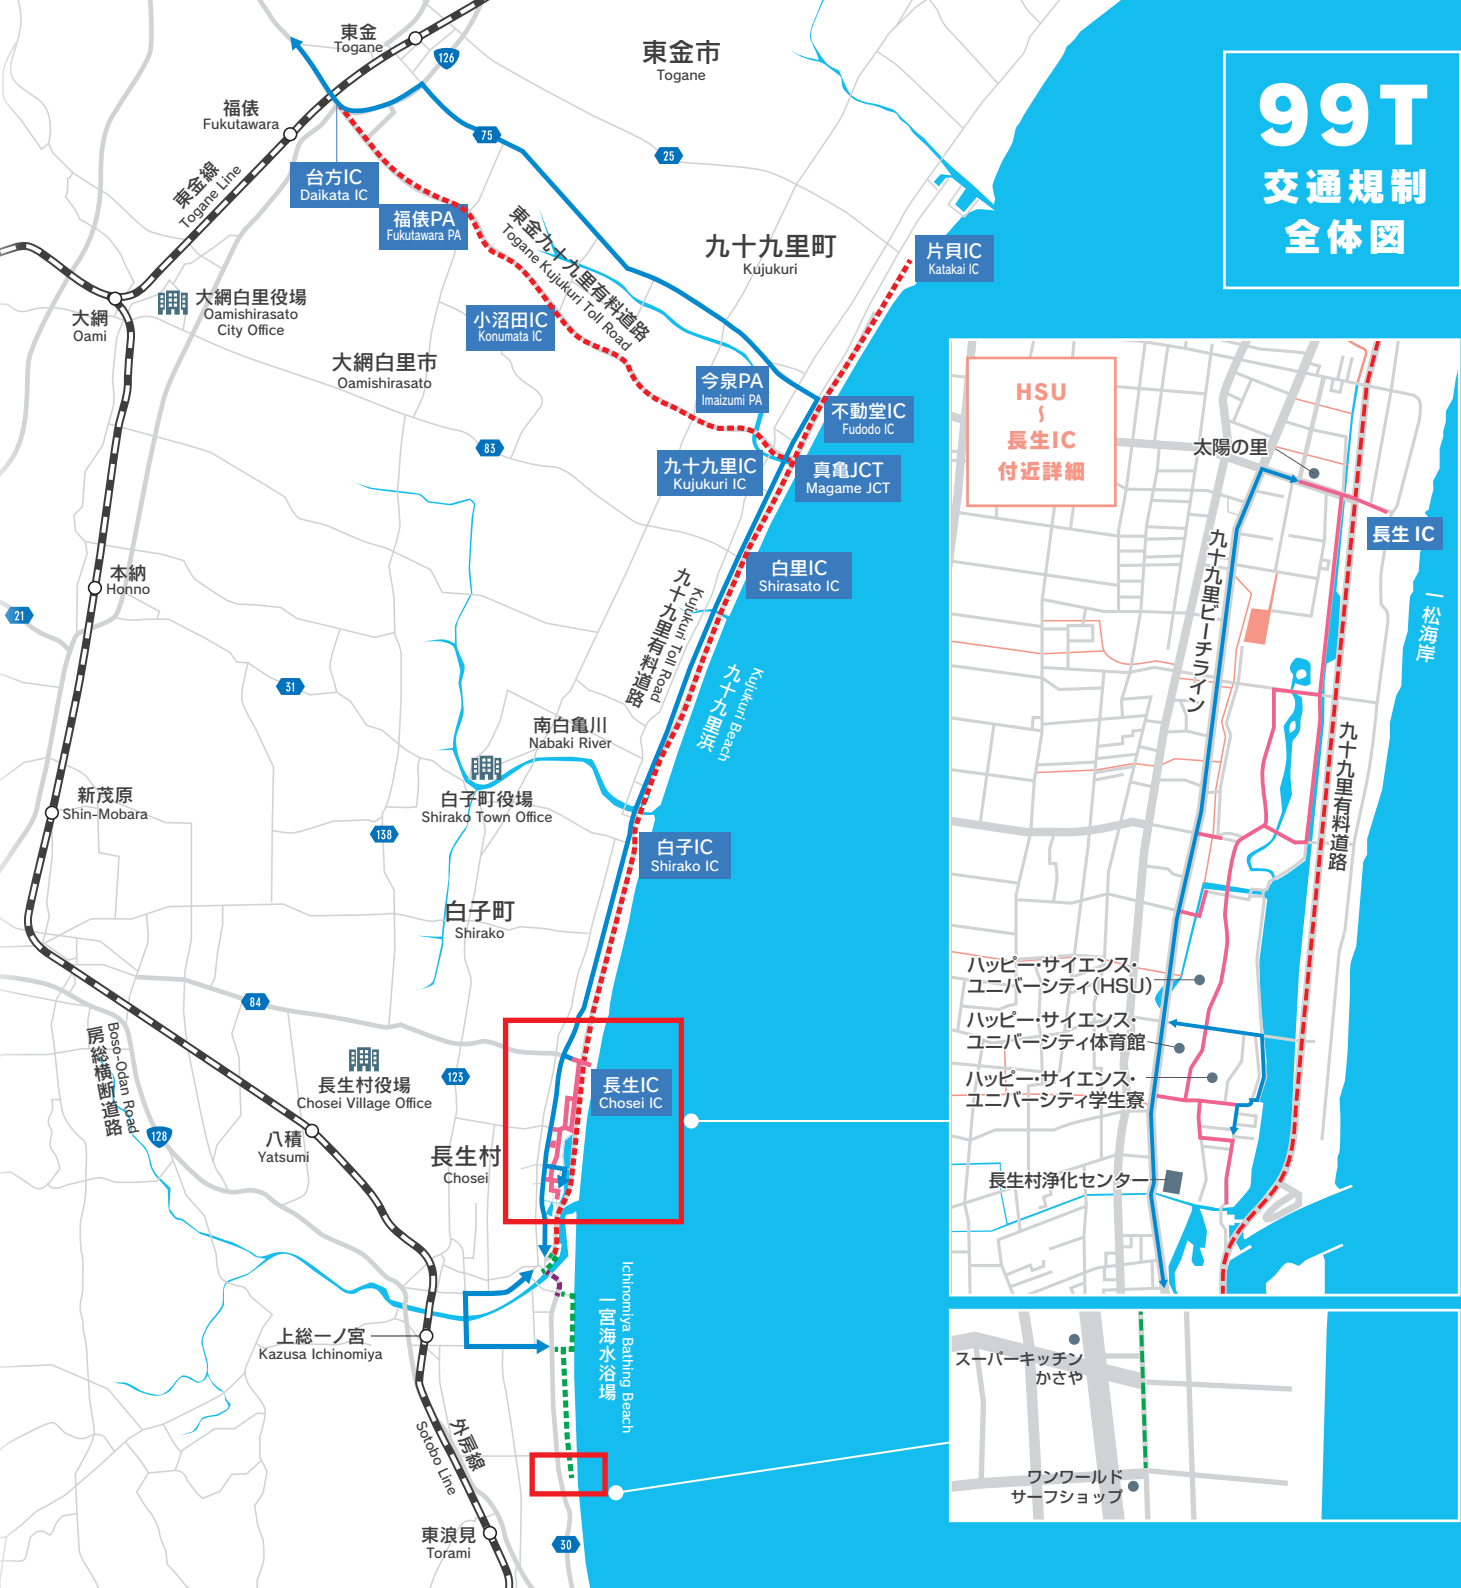 99T
交通規制
全体図
東金
Togane
126
東金市
Togane
福俵
Fukutawara
75
25
東金線
Togane Line
台方IC
Daikata IC
福俵PA
Fukutawara PA
東金九十九里有料道路
Togane Kujukuri Toll Road
九十九里町
Kujukuri
片貝IC
Katakai IC
大網
Oami
大網白里役場
Oamishirasato
City Office
小沼田IC
Konumata IC
大網白里市
Oamishirasato
今泉PA
Imaizumi PA
不動堂IC
Fudodo IC
83
九十九里IC
Kujukuri IC
真亀JCT
Magame JCT
白里IC
Shirasato IC
本納
Honno
21
31
九十九里有料道路
Kujukuri Toll Road
九十九里浜
Kujukuri Beach
南白亀川
Nabaki River
新茂原
Shin-Mobara
白子町役場
Shirako Town Office
138
白子IC
Shirako IC
白子町
Shirako
84
房総横断道路
Boso-Odan Road
長生村役場
Chosei Village Office
123
長生IC
Chosei IC
128
八積
Yatsumi
長生村
Chosei
一宮海水浴場
Ichinomiya Bathing Beach
上総一ノ宮
Kazusa Ichinomiya
外房線
Sotobo Line
東浪見
Torami
30
HSU
〜
長生IC
付近詳細
太陽の里
長生 IC
九十九里ビーチライン
一松海岸
九十九里有料道路
ハッピー・サイエンス・
ユニバーシティ(HSU)
ハッピー・サイエンス・
ユニバーシティ体育館
ハッピー・サイエンス・
ユニバーシティ学生寮
長生村浄化センター
スーパーキッチン
かさや
ワンワールド
サーフショップ